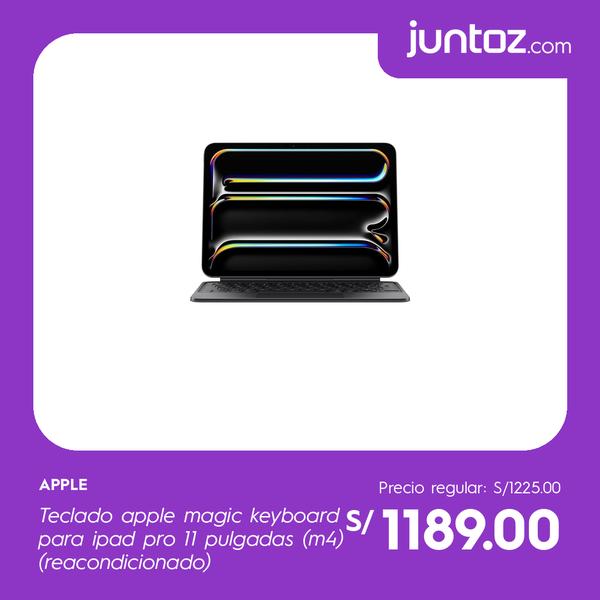 juntoz.com
APPLE
Precio regular: S/1225.00
Teclado apple magic keyboard
para ipad pro 11 pulgadas (m4)
(reacondicionado)
S/ 1189.00